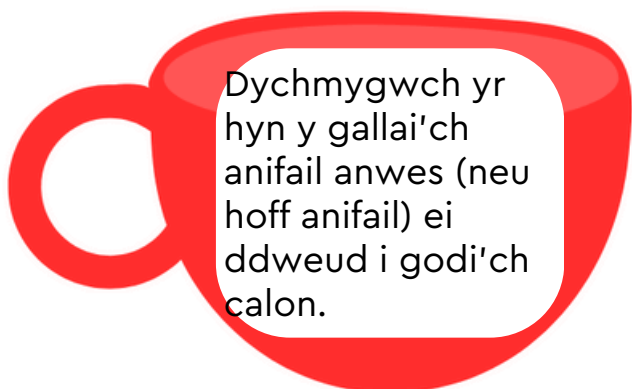 Dychmygwch yr
hyn y gallai'ch
anifail anwes (neu
hoff anifail) ei
ddweud i godi'ch
calon.